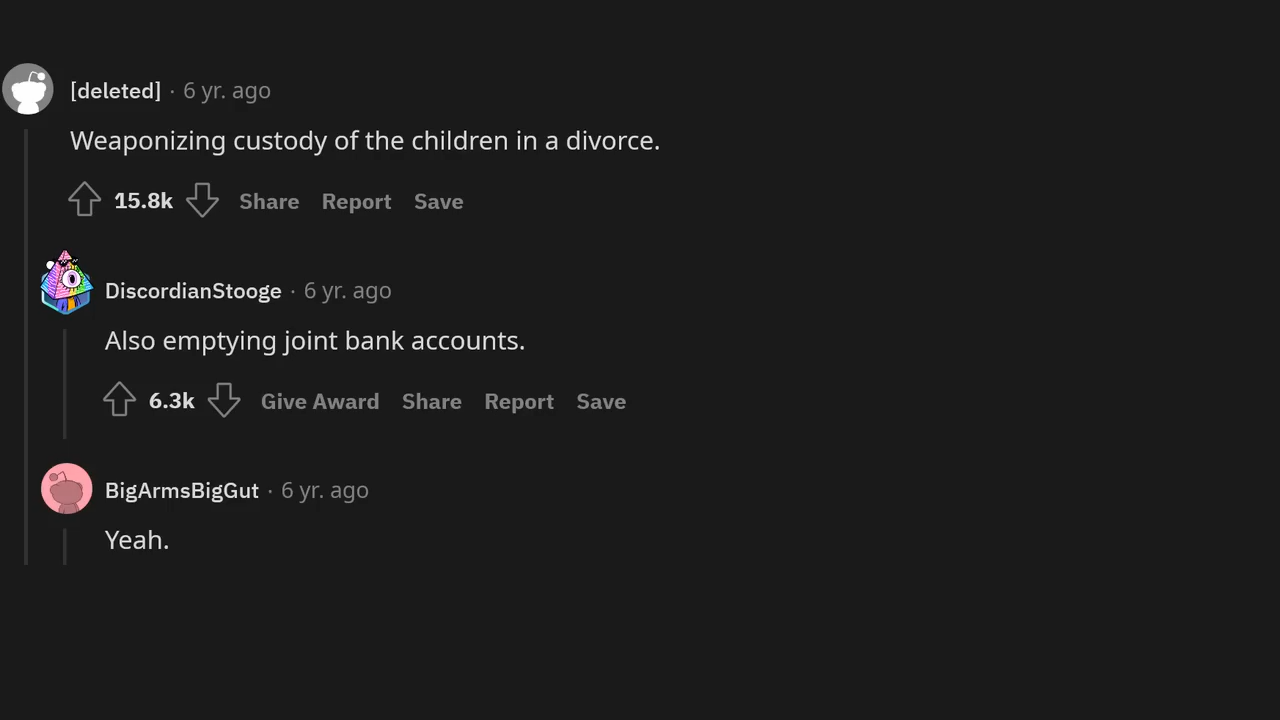 [deleted] · 6 yr. ago
Weaponizing custody of the children in a divorce.
15.8k Share Report Save
DiscordianStooge · 6 yr. ago
Also emptying joint bank accounts.
6.3k Give Award Share Report Save
BigArmsBigGut · 6 yr. ago
Yeah.